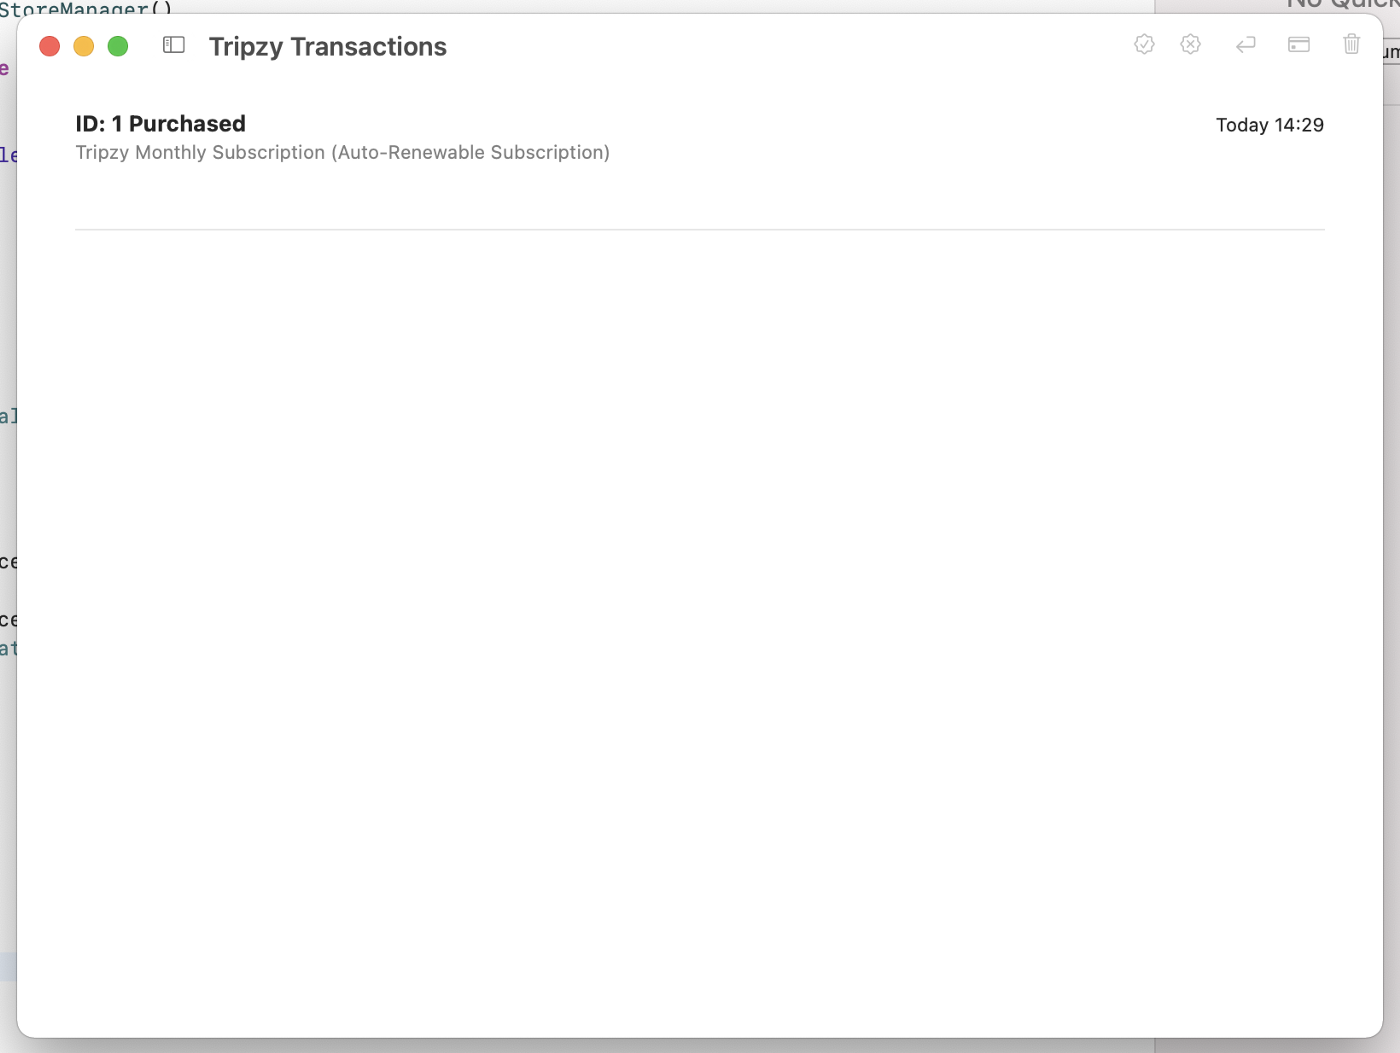 StoreManager()
No Quick
Tripzy Transactions
um
e
ID: 1 Purchased
Today 14:29
Tripzy Monthly Subscription (Auto-Renewable Subscription)
le
al
ce
ce
at